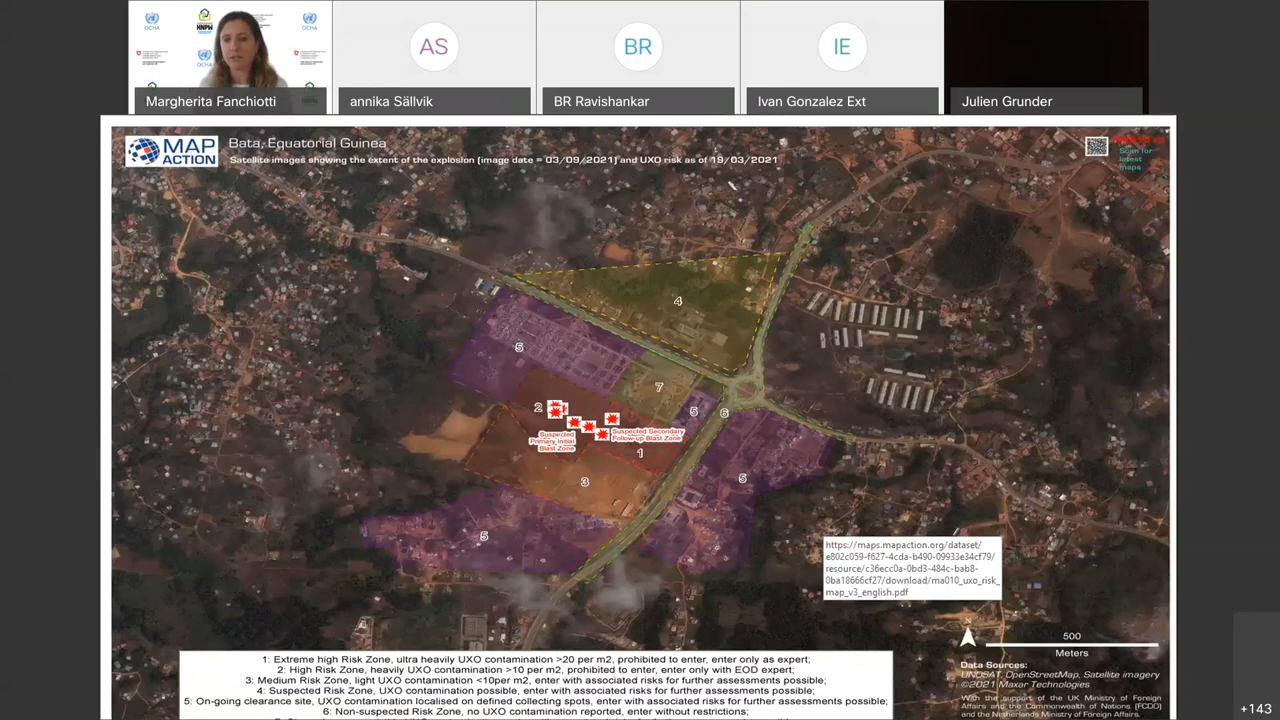 OCHA
HNPW
OCHA
OCHA
Margherita Fanchiotti
AS
annika Sällvik
BR
BR Ravishankar
IE
Ivan Gonzalez Ext
Julien Grunder
MAP
ACTION
Bata, Equatorial Guinea
Satellite images showing the extent of the explosion (image date = 03/09/2021) and UXO risk as of 19/03/2021
Scan for
latest
maps
4
5
7
2
5
6
Suspected
Primary Initial
Blast Zone
Suspected Secondary
Follow-up Blast Zone
1
3
5
5
https://maps.mapaction.org/dataset/
e802c059-f627-4cda-b490-09933e34cf79/
resource/c36ecc0a-0bd3-484c-bab8-
0ba18666cf27/download/ma010_uxo_risk_
map_v3_english.pdf
500
Meters
1: Extreme high Risk Zone, ultra heavily UXO contamination >20 per m2, prohibited to enter, enter only as expert;
2: High Risk Zone, heavily UXO contamination >10 per m2, prohibited to enter, enter only with EOD expert;
3: Medium Risk Zone, light UXO contamination <10per m2, enter with associated risks for further assessments possible;
4: Suspected Risk Zone, UXO contamination possible, enter with associated risks for further assessments possible;
5: On-going clearance site, UXO contamination localised on defined collecting spots, enter with associated risks for further assessments possible;
6: Non-suspected Risk Zone, no UXO contamination reported, enter without restrictions;
Data Sources:
UNOSAT, OpenStreetMap, Satellite imagery
©2021 Maxar Technologies
With the support of UK Ministry of Foreign
Affairs and the Commonwealth of Nations (FCDO)
and the Netherlands Ministry of Foreign Affairs.
+143